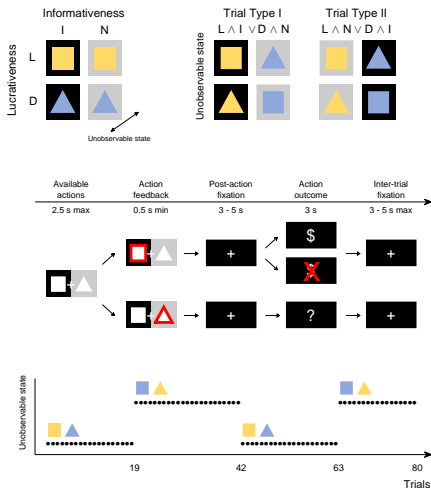 Informativeness
I N
Lucrativeness
L
D
Unobservable state
Trial Type I
L ∧ I ∨ D ∧ N
Trial Type II
L ∧ N ∨ D ∧ I
Unobservable state
Available actions
Action feedback
Post-action fixation
Action outcome
Inter-trial fixation
2.5 s max
0.5 s min
3 - 5 s
3 s
3 - 5 s max
+
+
+
$
+
$
+
+
?
+
Unobservable state
19 42 63 80
Trials